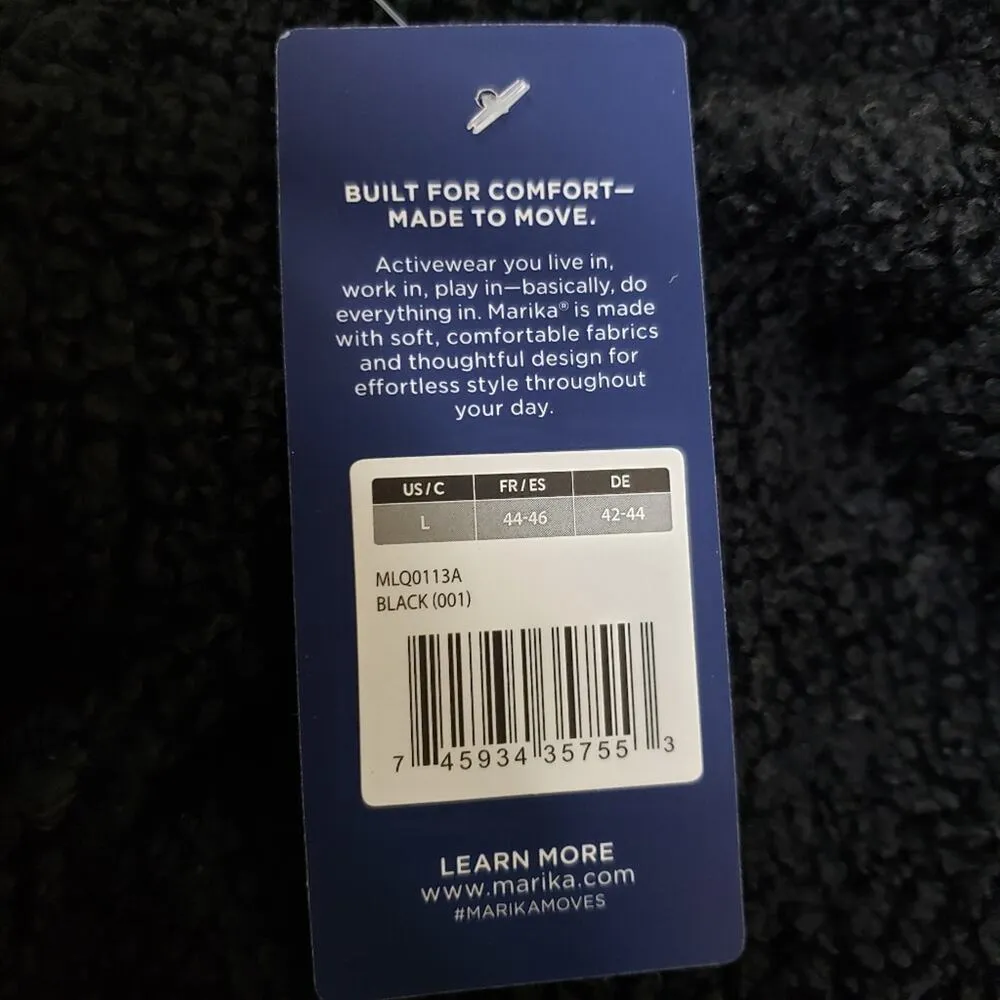 BUILT FOR COMFORT—
MADE TO MOVE.
Activewear you live in,
work in, play in—basically, do
everything in. Marika® is made
with soft, comfortable fabrics
and thoughtful design for
effortless style throughout
your day.
US / C FR / ES DE
L 44-46 42-44
MLQ0113A
BLACK (001)
7 45934 35755 3
LEARN MORE
www.marika.com
#MARIKAMOVES